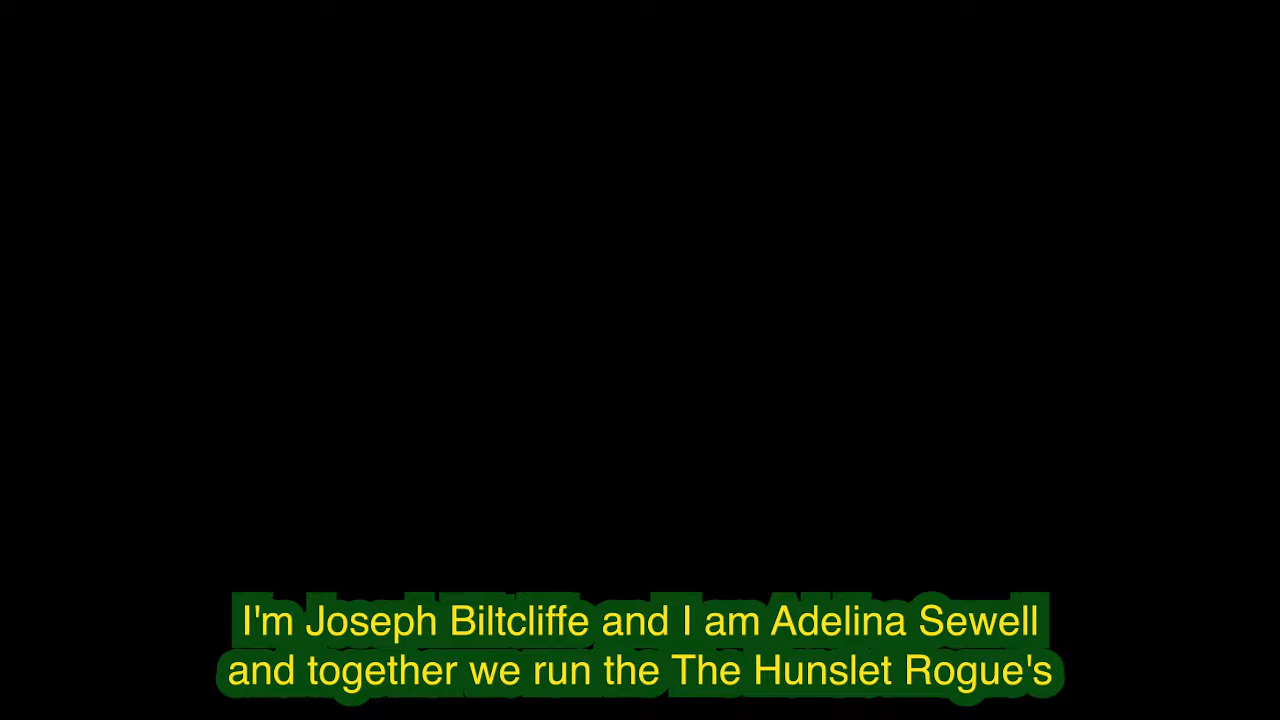 I'm Joseph Biltcliffe and I am Adelina Sewell
and together we run the The Hunslet Rogue's